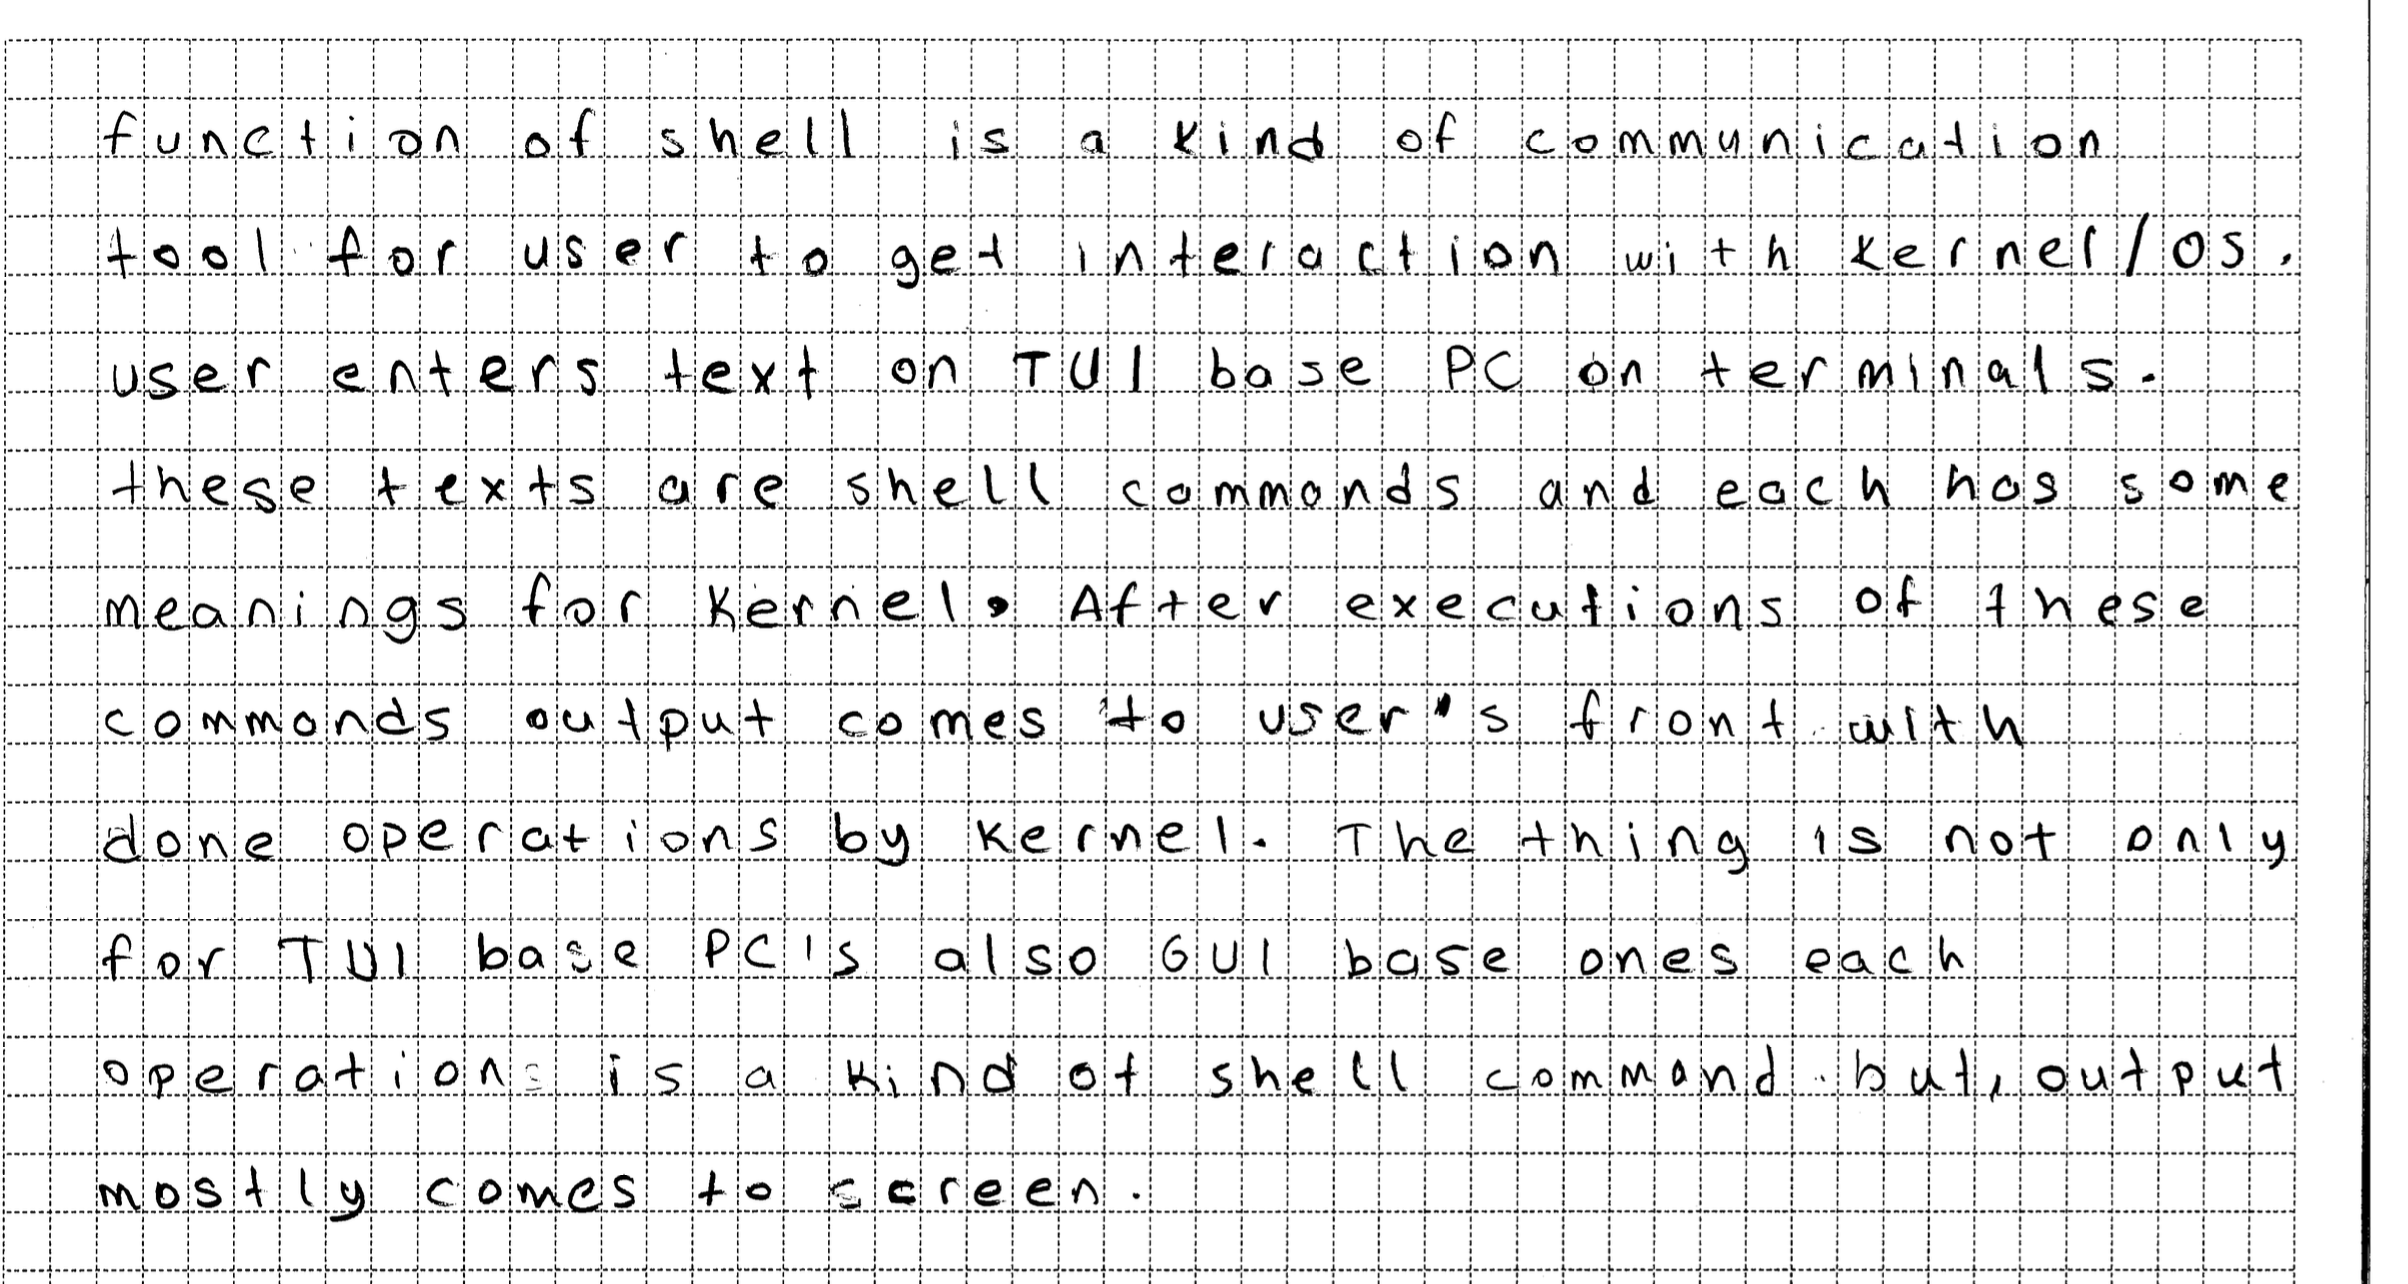 function of shell is a kind of communication
tool for user to get interaction with kernel/os.
user enters text on TUI base PC on terminals.
these texts are shell commands and each has some
meanings for kernel. After executions of these
commands output comes to user's front with
done operations by kernel. The thing is not only
for TUI base PC's also GUI base ones each
operations is a kind of shell command. but, output
mostly comes to screen.